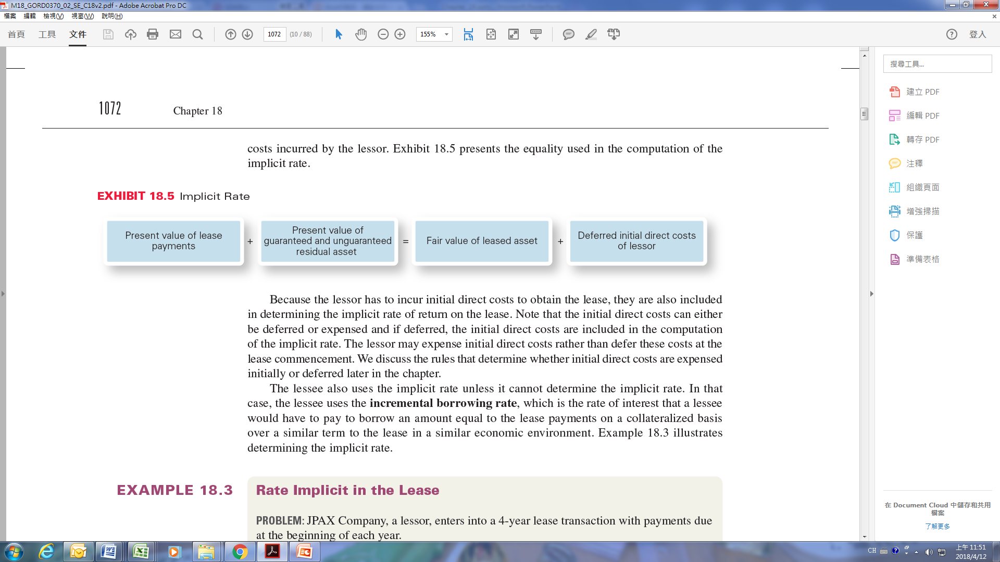 M18_GORD0370_02_SE_C18v2.pdf - Adobe Acrobat Pro DC
檔案 編輯 檢視(V) 視窗(W) 說明(H)
首頁 工具 文件 1072 (10 / 88) 155% 登入
1072 Chapter 18
costs incurred by the lessor. Exhibit 18.5 presents the equality used in the computation of the
implicit rate.
EXHIBIT 18.5 Implicit Rate
Present value of lease
payments
+
Present value of
guaranteed and unguaranteed
residual asset
=
Fair value of leased asset
+
Deferred initial direct costs
of lessor
Because the lessor has to incur initial direct costs to obtain the lease, they are also included
in determining the implicit rate of return on the lease. Note that the initial direct costs can either
be deferred or expensed and if deferred, the initial direct costs are included in the computation
of the implicit rate. The lessor may expense initial direct costs rather than defer these costs at the
lease commencement. We discuss the rules that determine whether initial direct costs are expensed
initially or deferred later in the chapter.
The lessee also uses the implicit rate unless it cannot determine the implicit rate. In that
case, the lessee uses the incremental borrowing rate, which is the rate of interest that a lessee
would have to pay to borrow an amount equal to the lease payments on a collateralized basis
over a similar term to the lease in a similar economic environment. Example 18.3 illustrates
determining the implicit rate.
EXAMPLE 18.3 Rate Implicit in the Lease
PROBLEM: JPAX Company, a lessor, enters into a 4-year lease transaction with payments due
at the beginning of each year.
搜尋工具...
建立 PDF
編輯 PDF
轉存 PDF
注釋
組織頁面
增強掃描
保護
準備表格
在 Document Cloud 中儲存和共用
檔案
了解更多
CH
上午 11:51
2018/4/12